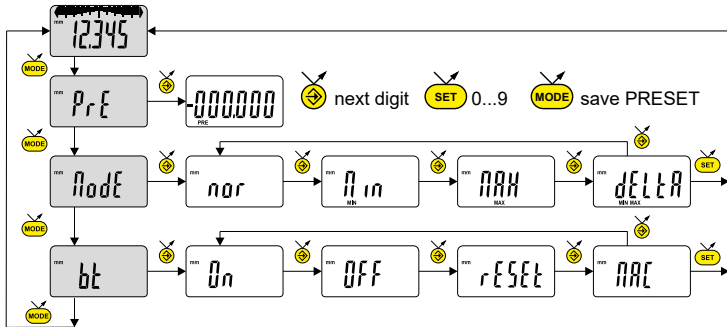 mm 12.345
MODE
mm PrE -000.000 PRE next digit SET 0...9 MODE save PRESET
MODE
mm ModE mm nor mm Min MIN mm MAX MAX mm dELtA MIN MAX SET
MODE
mm bt mm On mm OFF mm rESEt mm MAC SET
MODE